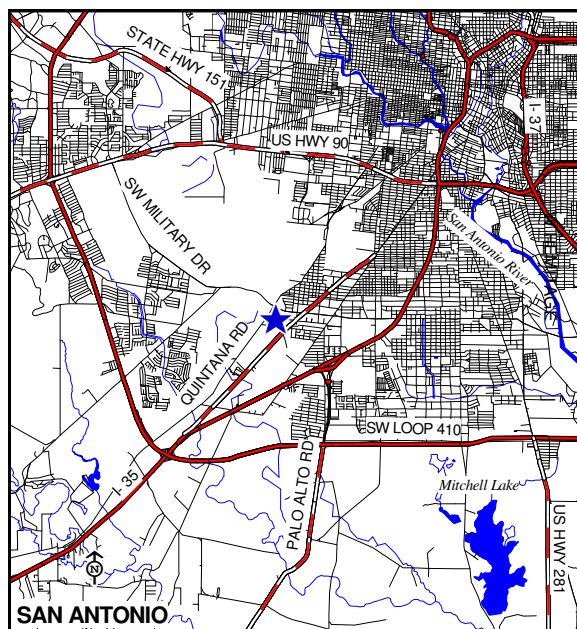 STATE HWY 151
I- 37
US HWY 90
SW MILITARY DR
San Antonio River
QUINTANA RD
SW LOOP 410
I- 35
PALO ALTO RD
Mitchell Lake
US HWY 281
N
SAN ANTONIO